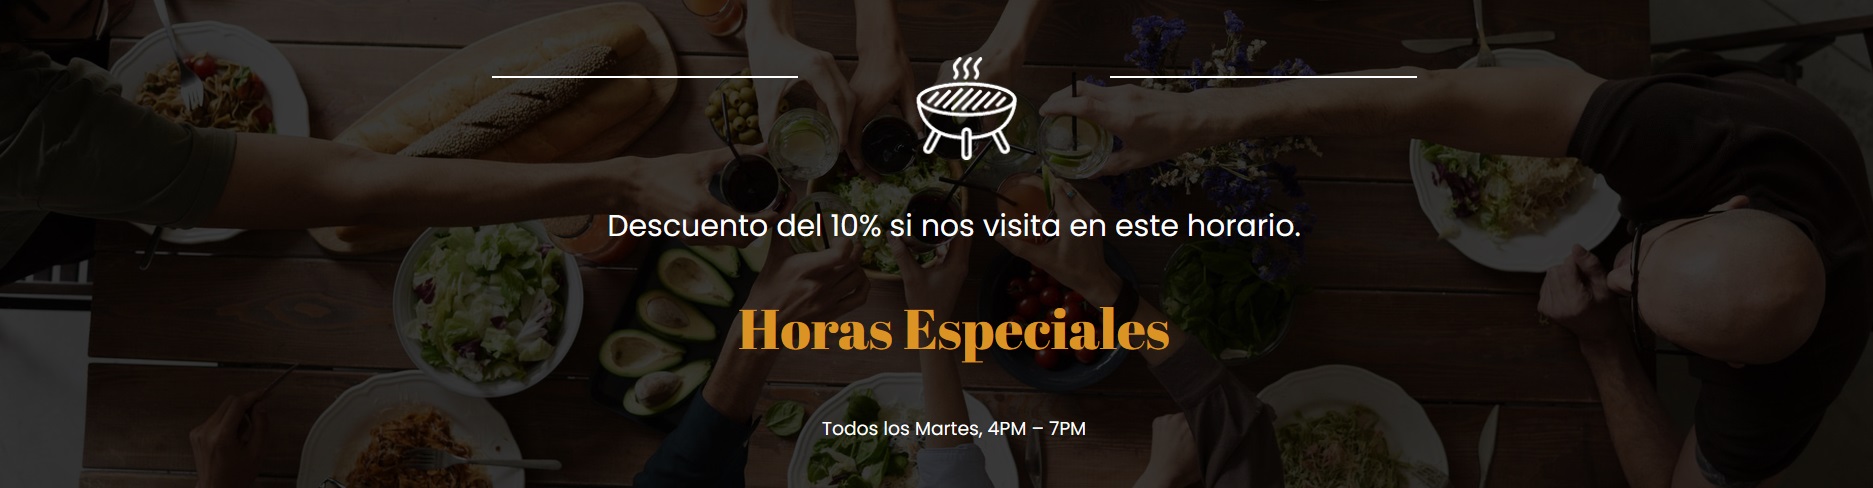 Descuento del 10% si nos visita en este horario.
Horas Especiales
Todos los Martes, 4PM – 7PM